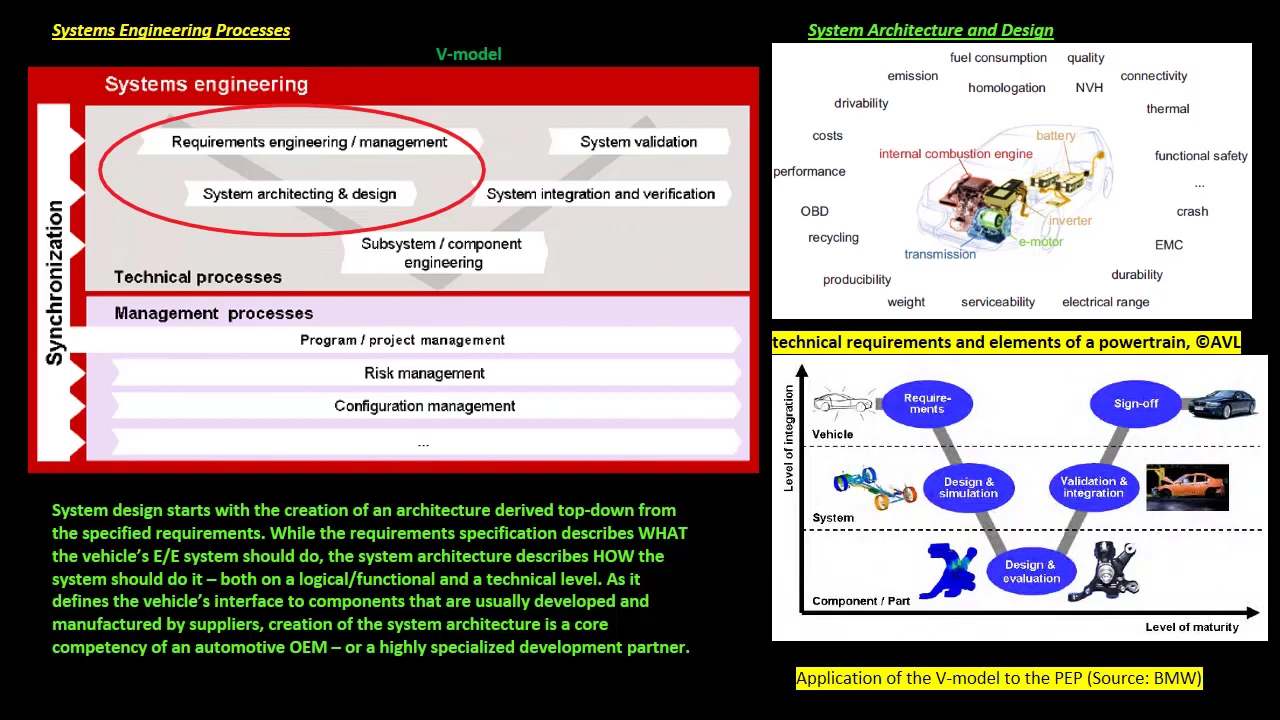 Systems Engineering Processes
V-model
Systems engineering
Synchronization
Requirements engineering / management
System validation
System architecting & design
System integration and verification
Subsystem / component
engineering
Technical processes
Management processes
Program / project management
Risk management
Configuration management
...
System design starts with the creation of an architecture derived top-down from
the specified requirements. While the requirements specification describes WHAT
the vehicle's E/E system should do, the system architecture describes HOW the
system should do it – both on a logical/functional and a technical level. As it
defines the vehicle's interface to components that are usually developed and
manufactured by suppliers, creation of the system architecture is a core
competency of an automotive OEM – or a highly specialized development partner.
System Architecture and Design
fuel consumption
quality
emission
connectivity
homologation
NVH
drivability
thermal
costs
battery
internal combustion engine
functional safety
performance
...
OBD
crash
inverter
recycling
e-motor
EMC
transmission
durability
producibility
weight
serviceability
electrical range
technical requirements and elements of a powertrain, ©AVL
Level of integration
Require-
ments
Sign-off
Vehicle
Design &
simulation
Validation &
integration
System
Design &
evaluation
Component / Part
Level of maturity
Application of the V-model to the PEP (Source: BMW)